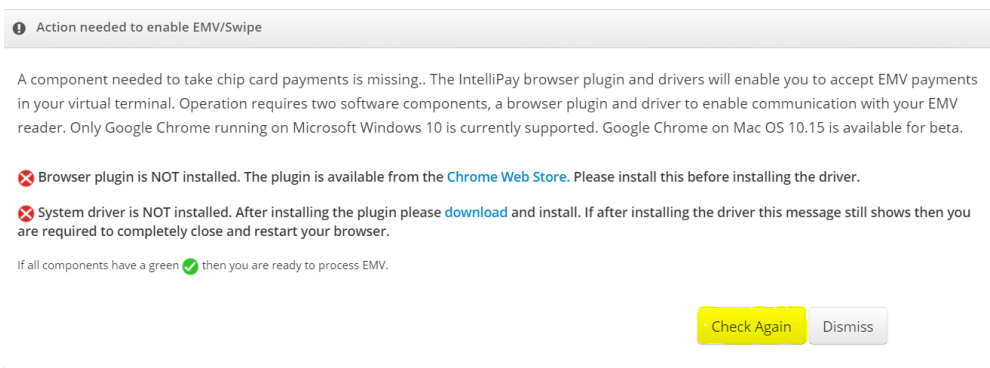 Action needed to enable EMV/Swipe
A component needed to take chip card payments is missing.. The IntelliPay browser plugin and drivers will enable you to accept EMV payments
in your virtual terminal. Operation requires two software components, a browser plugin and driver to enable communication with your EMV
reader. Only Google Chrome running on Microsoft Windows 10 is currently supported. Google Chrome on Mac OS 10.15 is available for beta.
Browser plugin is NOT installed. The plugin is available from the Chrome Web Store. Please install this before installing the driver.
System driver is NOT installed. After installing the plugin please download and install. If after installing the driver this message still shows then you
are required to completely close and restart your browser.
If all components have a green then you are ready to process EMV.
Check Again Dismiss